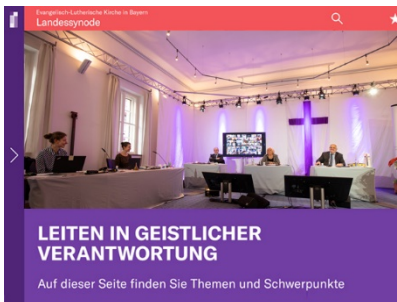 Evangelisch-Lutherische Kirche in Bayern
Landessynode
LEITEN IN GEISTLICHER
VERANTWORTUNG
Auf dieser Seite finden Sie Themen und Schwerpunkte